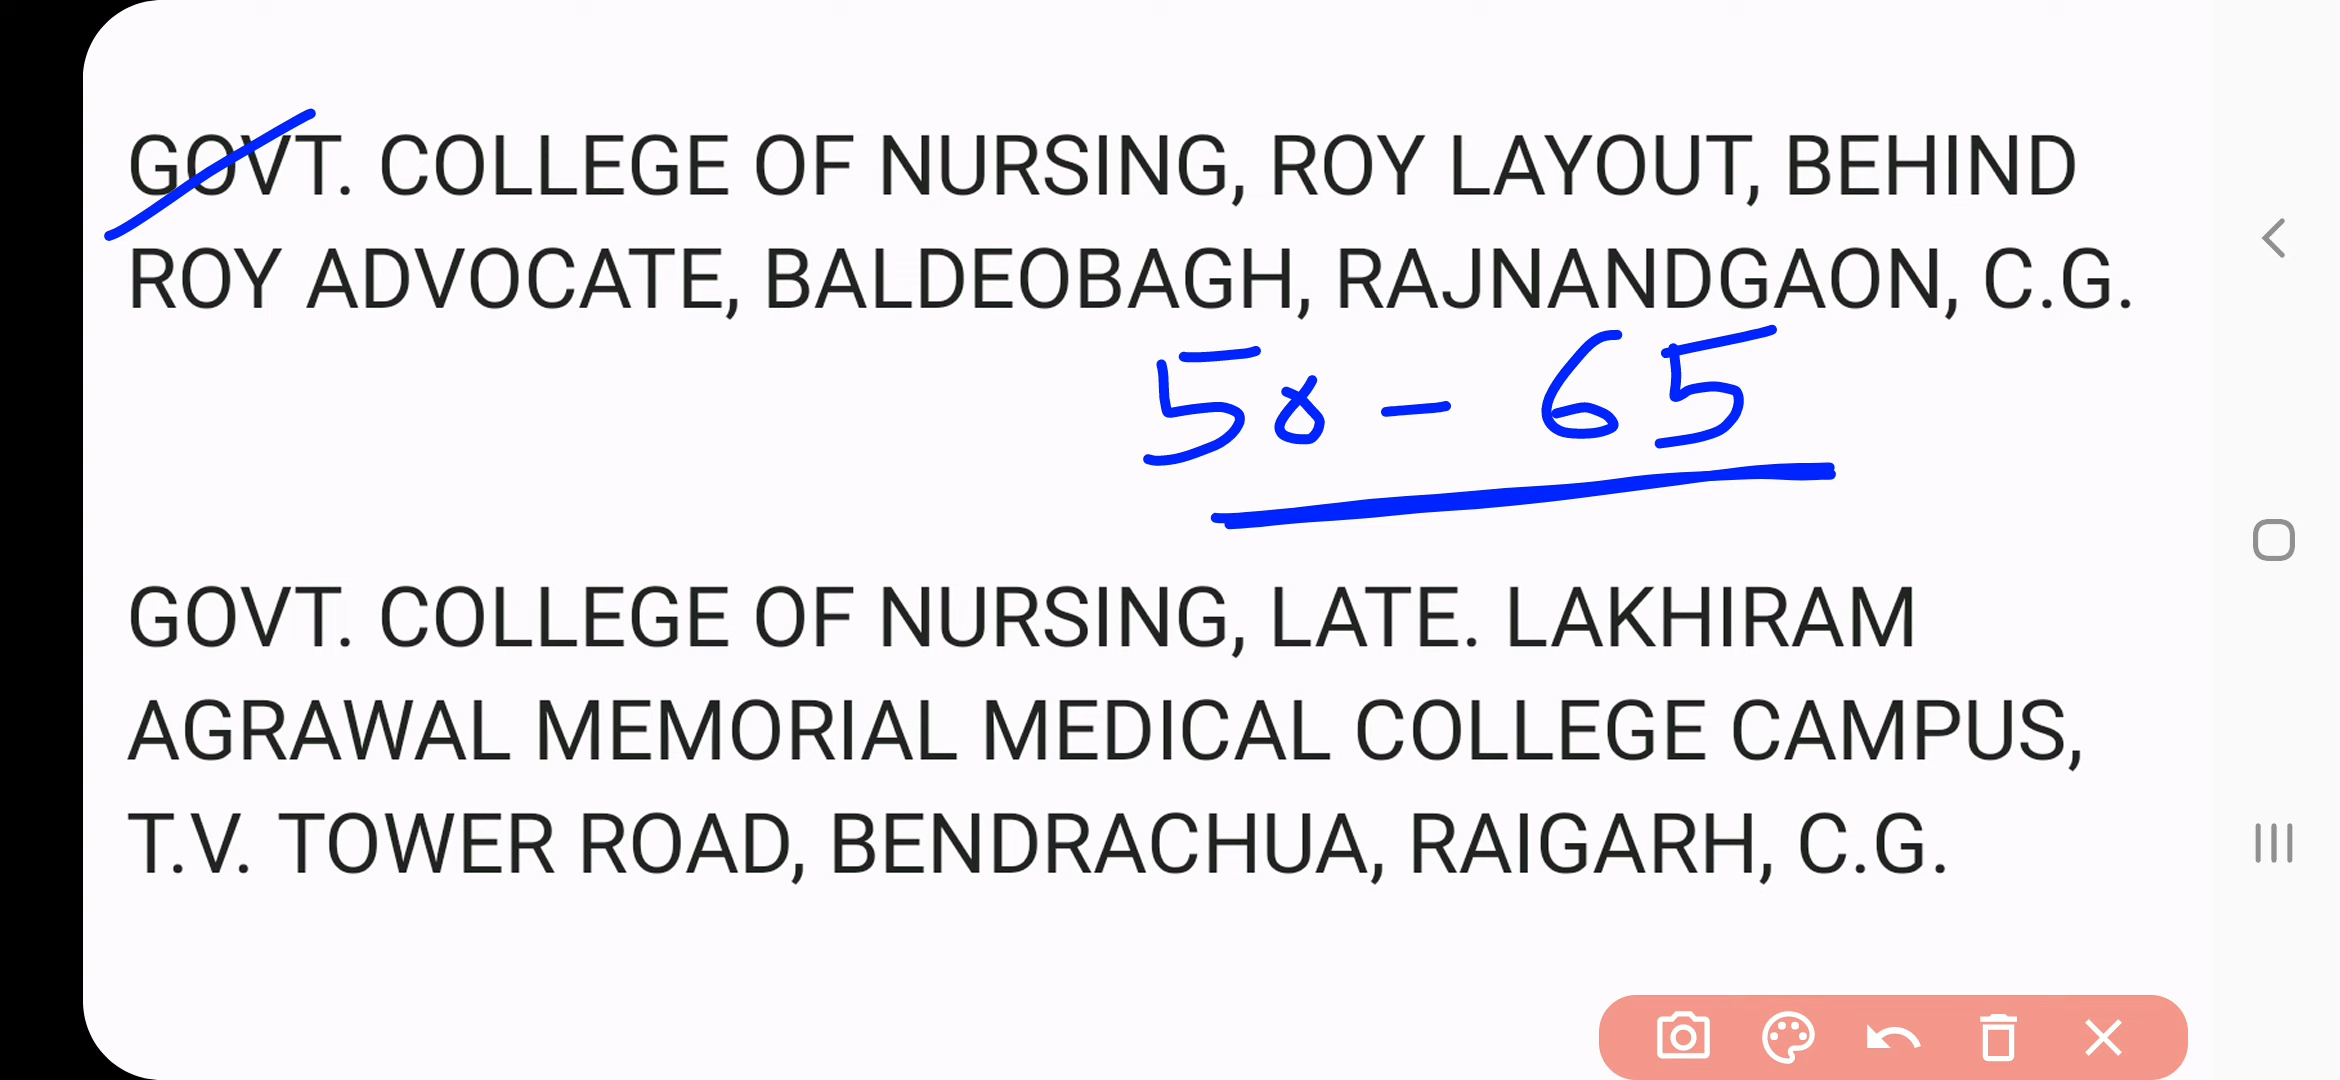 GOVT. COLLEGE OF NURSING, ROY LAYOUT, BEHIND
ROY ADVOCATE, BALDEOBAGH, RAJNANDGAON, C.G.
58 - 65
GOVT. COLLEGE OF NURSING, LATE. LAKHIRAM
AGRAWAL MEMORIAL MEDICAL COLLEGE CAMPUS,
T.V. TOWER ROAD, BENDRACHUA, RAIGARH, C.G.